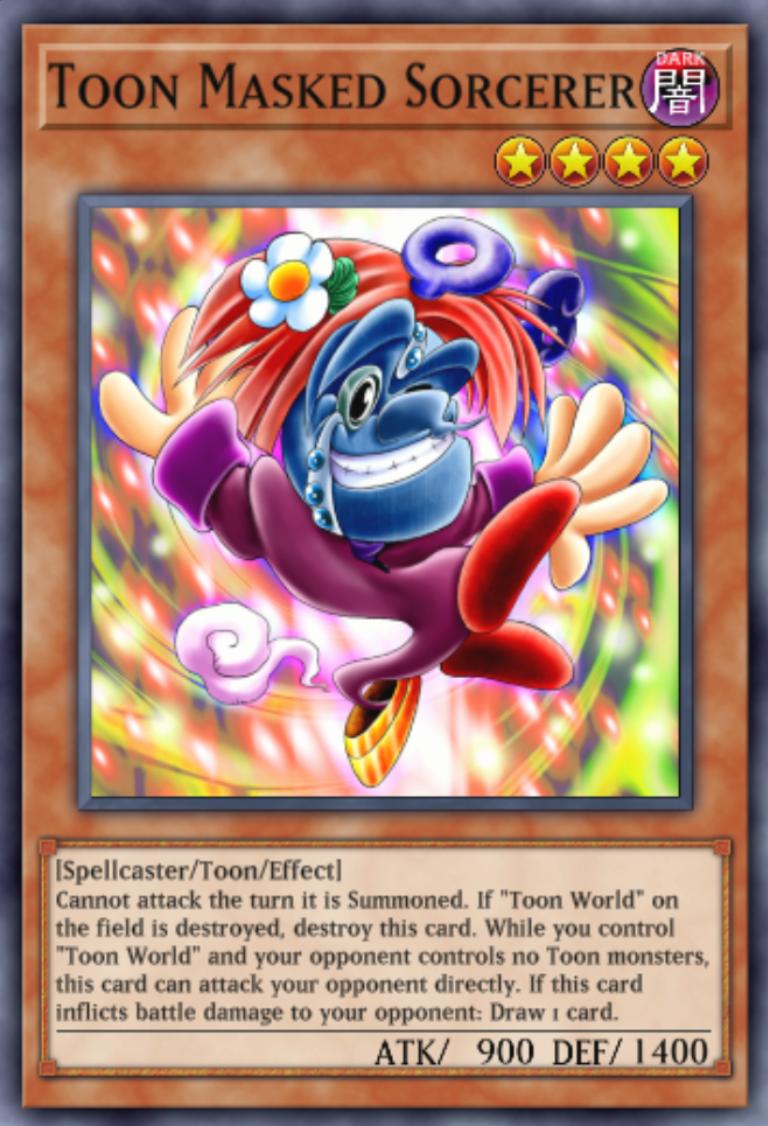 Toon Masked Sorcerer
DARK
闇
[Spellcaster/Toon/Effect]
Cannot attack the turn it is Summoned. If "Toon World" on
the field is destroyed, destroy this card. While you control
"Toon World" and your opponent controls no Toon monsters,
this card can attack your opponent directly. If this card
inflicts battle damage to your opponent: Draw 1 card.
ATK/ 900 DEF/ 1400